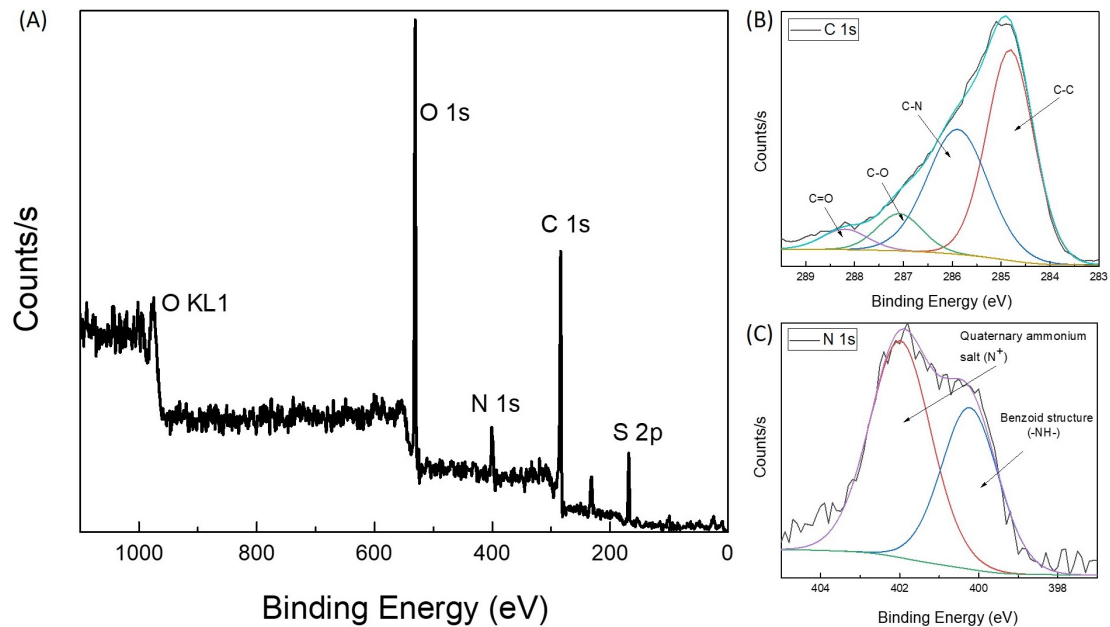 (A)
O 1s
C 1s
O KL1
N 1s
S 2p
Counts/s
1000
800
600
400
200
0
Binding Energy (eV)
(B)
C 1s
C-C
C-N
C-O
C=O
Counts/s
289
288
287
286
285
284
283
Binding Energy (eV)
(C)
N 1s
Quaternary ammonium
salt (N⁺)
Benzoid structure
(-NH-)
Counts/s
404
402
400
398
Binding Energy (eV)